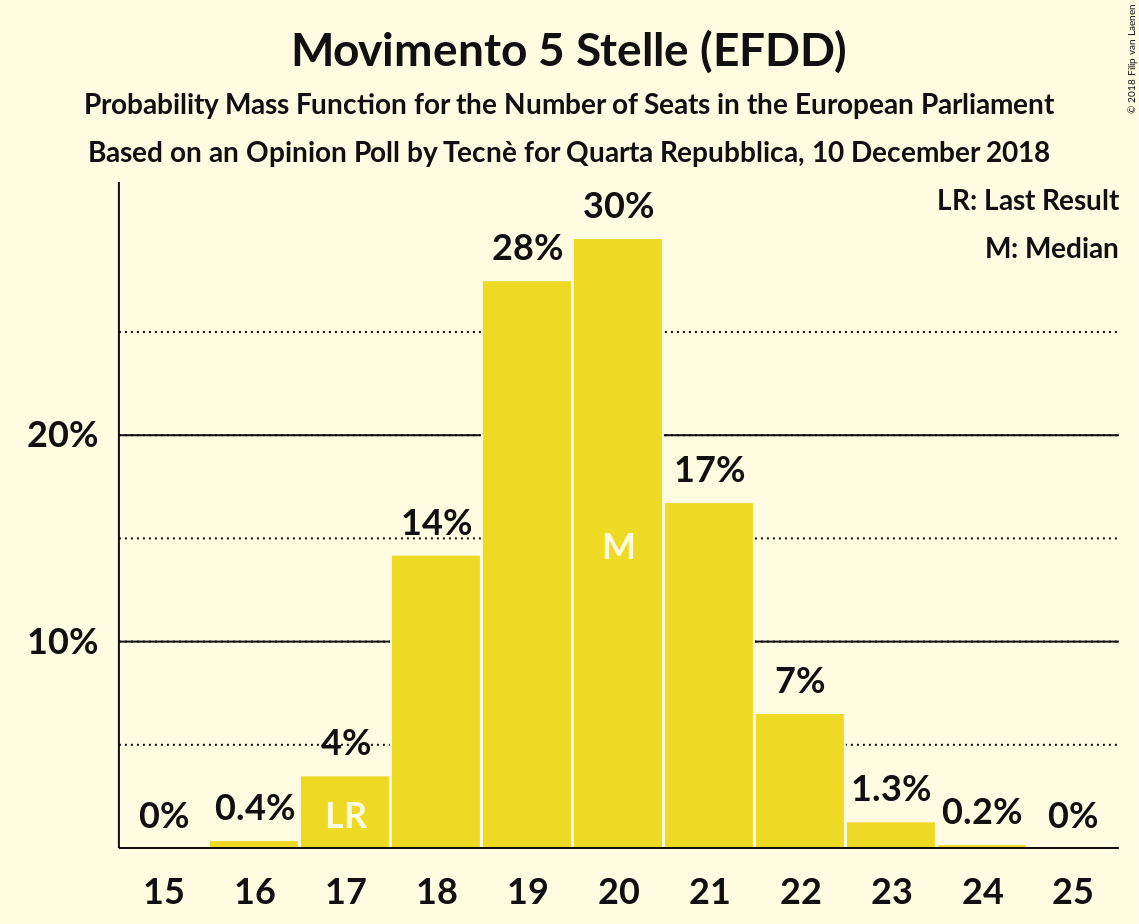 Movimento 5 Stelle (EFDD)
Probability Mass Function for the Number of Seats in the European Parliament
Based on an Opinion Poll by Tecnè for Quarta Repubblica, 10 December 2018
© 2018 Filip van Laenen
LR: Last Result
M: Median
30%
28%
20%
17%
14%
M
10%
7%
4%
1.3%
0.4%
0.2%
0%
LR
0%
15 16 17 18 19 20 21 22 23 24 25